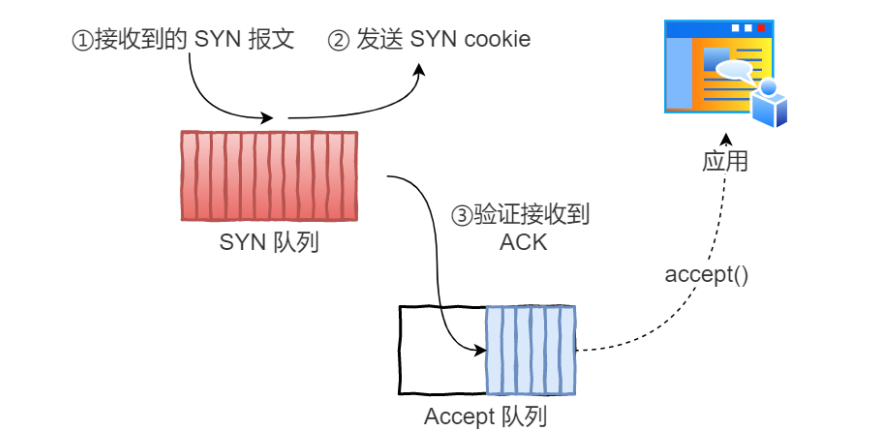 ①接收到的 SYN 报文
② 发送 SYN cookie
应用
SYN 队列
③验证接收到
ACK
accept()
Accept 队列